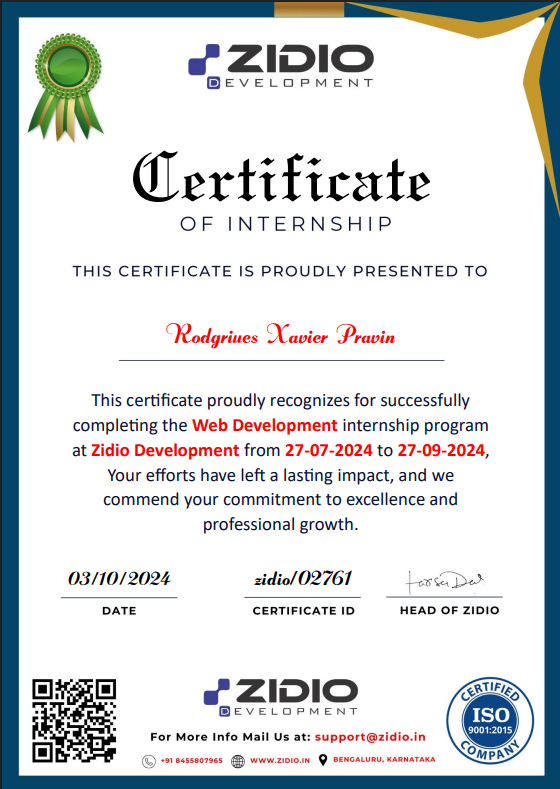 ZIDIO
DEVELOPMENT
Certificate
OF INTERNSHIP
THIS CERTIFICATE IS PROUDLY PRESENTED TO
Rodgriues Xavier Pravin
This certificate proudly recognizes for successfully
completing the Web Development internship program
at Zidio Development from 27-07-2024 to 27-09-2024,
Your efforts have left a lasting impact, and we
commend your commitment to excellence and
professional growth.
03/10/2024 zidio/02761
DATE CERTIFICATE ID HEAD OF ZIDIO
ZIDIO
DEVELOPMENT
For More Info Mail Us at: support@zidio.in
+91 8455807965 WWW.ZIDIO.IN BENGALURU, KARNATAKA
CERTIFIED
ISO
9001:2015
COMPANY